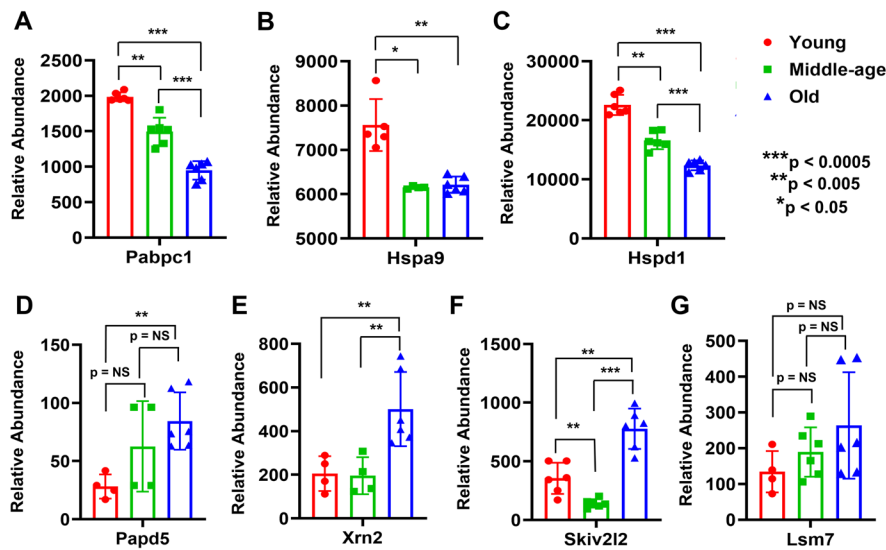 A
***
**
***
Relative Abundance
2500
2000
1500
1000
500
0
Pabpc1
B
**
*
Relative Abundance
9000
8000
7000
6000
5000
Hspa9
C
***
**
***
Relative Abundance
30000
20000
10000
0
Hspd1
Young
Middle-age
Old
***p < 0.0005
**p < 0.005
*p < 0.05
D
**
p = NS
p = NS
Relative Abundance
150
100
50
0
Papd5
E
**
**
Relative Abundance
800
600
400
200
0
Xrn2
F
**
***
**
Relative Abundance
1500
1000
500
0
Skiv2l2
G
p = NS
p = NS
p = NS
Relative Abundance
500
400
300
200
100
0
Lsm7